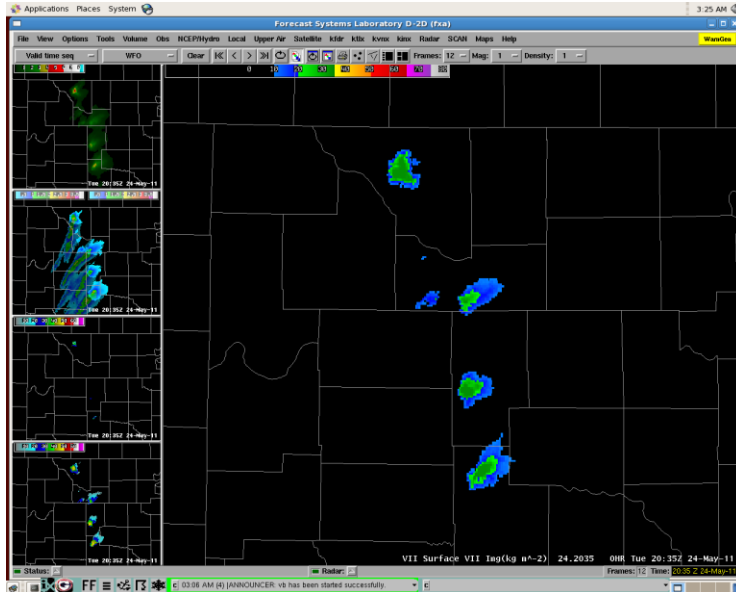 Applications Places System 3:25 AM
Forecast Systems Laboratory D-2D (fxa)
File View Options Tools Volume Obs NCEP/Hydro Local Upper Air Satellite kfdr ktlx kvnx kinx Radar SCAN Maps Help WarnGen
Valid time seq WFO Clear Frames: 12 Mag: 1 Density: 1
0 10 20 30 40 50 60 70 80
Tue 20:35Z 24-May-11
Tue 20:35Z 24-May-11
Tue 20:35Z 24-May-11
Tue 20:35Z 24-May-11
VII Surface VII Img(kg m^-2) 24.2035 OHR Tue 20:35Z 24-May-11
Status: Radar: Frames: 12 Time: 20:35 Z 24-May-11
FF 03:06 AM (4) |ANNOUNCER: vb has been started successfully.